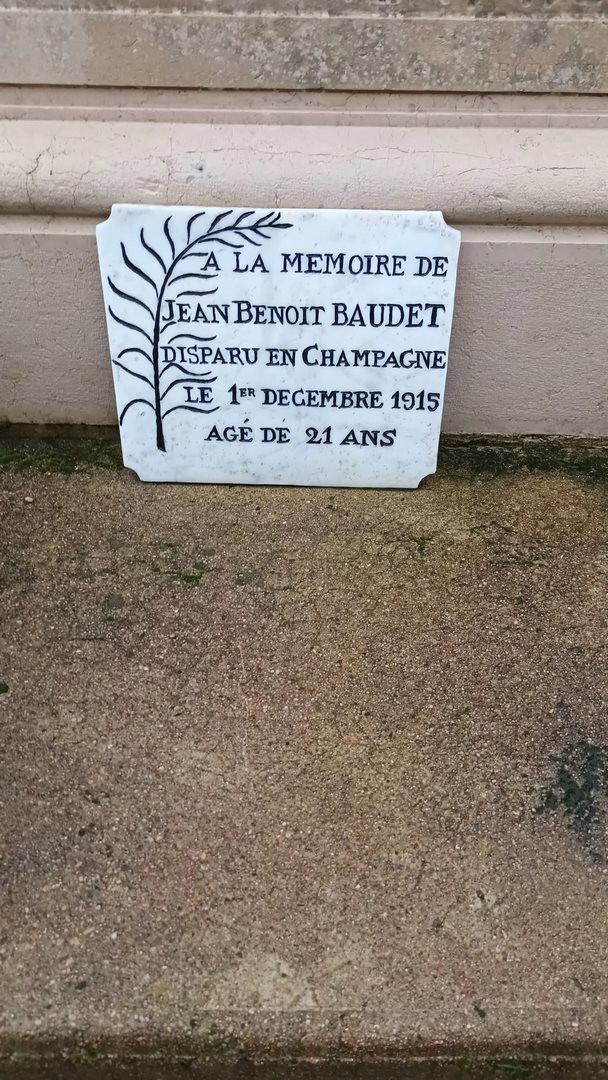 A LA MEMOIRE DE
JEAN BENOIT BAUDET
DISPARU EN CHAMPAGNE
LE 1ER DECEMBRE 1915
AGÉ DE 21 ANS